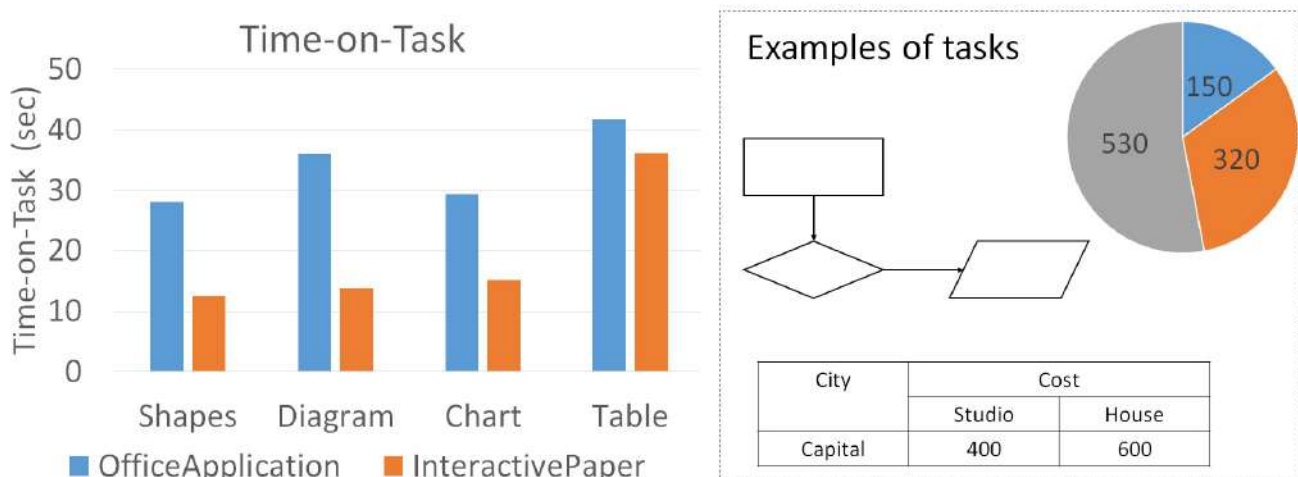 Time-on-Task
Time-on-Task (sec)
50
40
30
20
10
0
Shapes Diagram Chart Table
OfficeApplication InteractivePaper
Examples of tasks
150
320
530
City Cost
Studio House
Capital 400 600